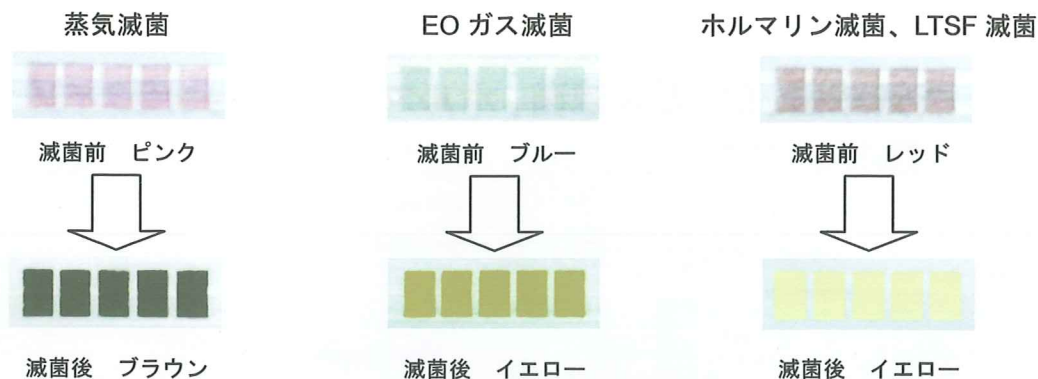 蒸気滅菌
滅菌前 ピンク
滅菌後 ブラウン
EO ガス滅菌
滅菌前 ブルー
滅菌後 イエロー
ホルマリン滅菌、LTSF 滅菌
滅菌前 レッド
滅菌後 イエロー